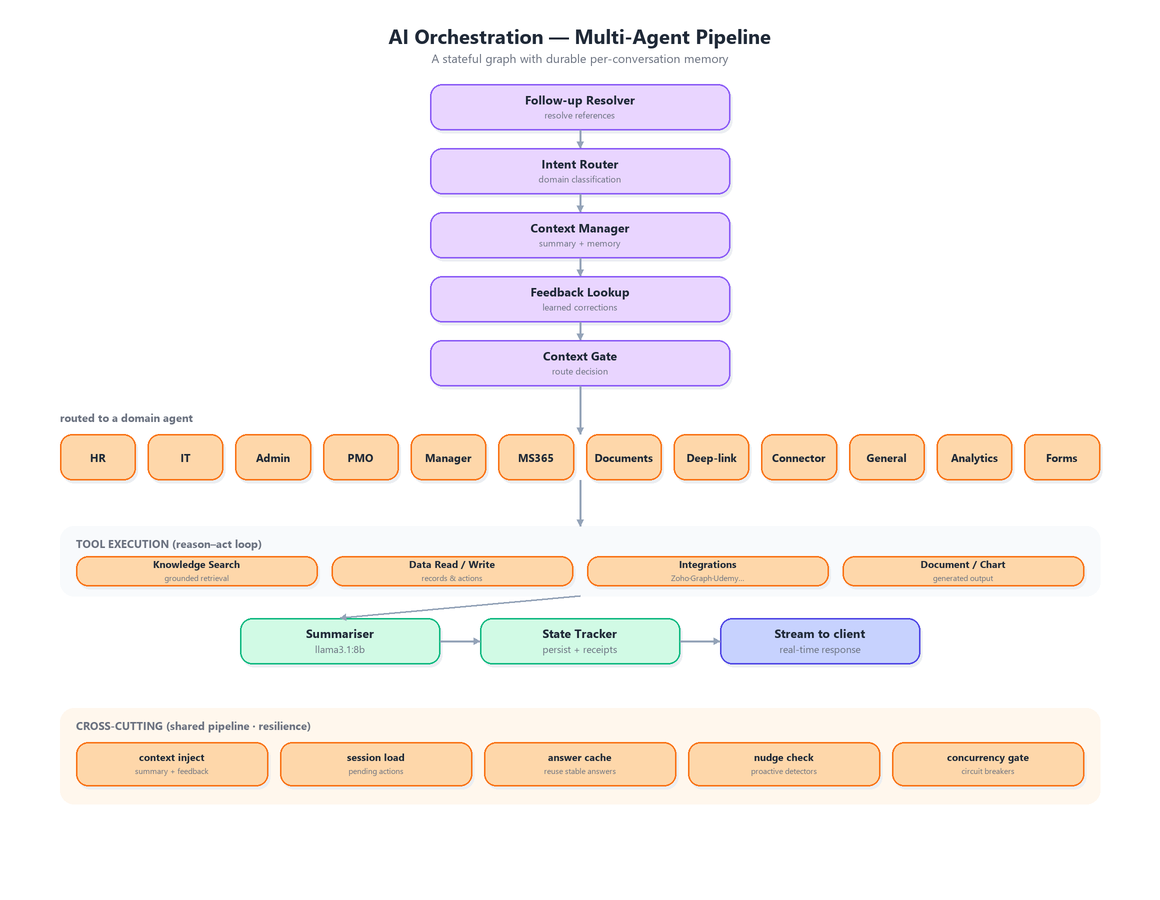 AI Orchestration — Multi-Agent Pipeline
A stateful graph with durable per-conversation memory
Follow-up Resolver
resolve references
Intent Router
domain classification
Context Manager
summary + memory
Feedback Lookup
learned corrections
Context Gate
route decision
routed to a domain agent
HR
IT
Admin
PMO
Manager
MS365
Documents
Deep-link
Connector
General
Analytics
Forms
TOOL EXECUTION (reason–act loop)
Knowledge Search
grounded retrieval
Data Read / Write
records & actions
Integrations
Zoho·Graph·Udemy…
Document / Chart
generated output
Summariser
llama3.1:8b
State Tracker
persist + receipts
Stream to client
real-time response
CROSS-CUTTING (shared pipeline · resilience)
context inject
summary + feedback
session load
pending actions
answer cache
reuse stable answers
nudge check
proactive detectors
concurrency gate
circuit breakers